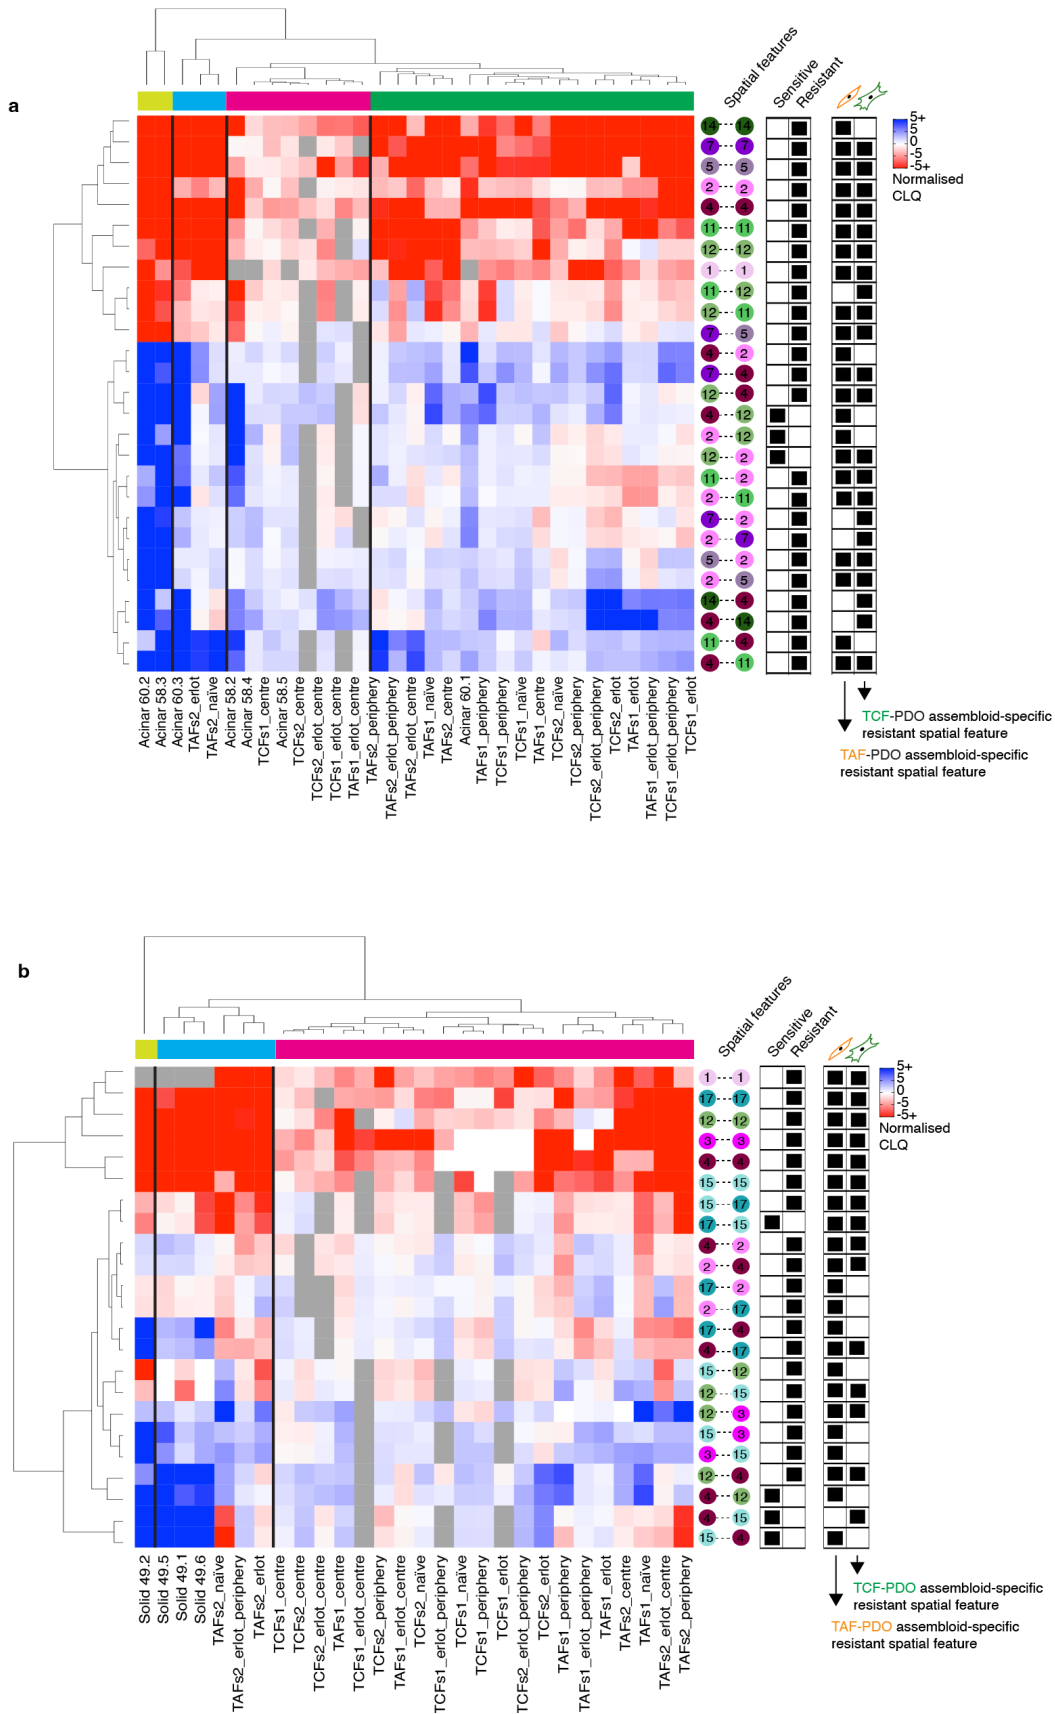 a
Spatial features
Sensitive
Resistant
5+
5
0
-5
-5+
Normalised
CLQ
14 14
7 7
5 5
2 2
4 4
11 11
12 12
1 1
11 12
12 11
7 5
4 2
7 4
12 4
4 12
2 12
12 2
11 2
2 11
7 2
2 7
5 2
2 5
14 4
4 14
11 4
4 11
Acinar 60.2
Acinar 58.3
Acinar 60.3
TAFs2_erlot
TAFs2_naïve
Acinar 58.2
Acinar 58.4
TCFs1_centre
Acinar 58.5
TCFs2_centre
TCFs2_erlot_centre
TCFs1_erlot_centre
TAFs1_erlot_centre
TAFs2_periphery
TAFs2_erlot_periphery
TAFs2_erlot_centre
TAFs1_naïve
TAFs2_centre
Acinar 60.1
TAFs1_periphery
TCFs1_periphery
TCFs1_naïve
TAFs1_centre
TCFs2_naïve
TCFs2_periphery
TCFs2_erlot_periphery
TCFs2_erlot
TAFs1_erlot
TAFs1_erlot_periphery
TCFs1_erlot_periphery
TCFs1_erlot
TCF-PDO assembloid-specific
resistant spatial feature
TAF-PDO assembloid-specific
resistant spatial feature
b
Spatial features
Sensitive
Resistant
5+
5
0
-5
-5+
Normalised
CLQ
1 1
17 17
12 12
3 3
4 4
15 15
15 17
17 15
4 2
2 4
17 2
2 17
17 4
4 17
15 12
12 15
12 3
15 3
3 15
12 4
4 12
4 15
15 4
Solid 49.2
Solid 49.5
Solid 49.1
Solid 49.6
TAFs2_naïve
TAFs2_erlot_periphery
TAFs2_erlot
TCFs1_centre
TCFs2_centre
TCFs2_erlot_centre
TAFs1_centre
TCFs1_erlot_centre
TCFs2_periphery
TAFs1_erlot_centre
TCFs2_naïve
TCFs1_erlot_periphery
TCFs1_naïve
TCFs1_periphery
TCFs1_erlot
TCFs2_erlot_periphery
TCFs2_erlot
TAFs1_periphery
TAFs1_erlot_periphery
TAFs1_erlot
TAFs2_centre
TAFs1_naïve
TAFs2_erlot_centre
TAFs2_periphery
TCF-PDO assembloid-specific
resistant spatial feature
TAF-PDO assembloid-specific
resistant spatial feature